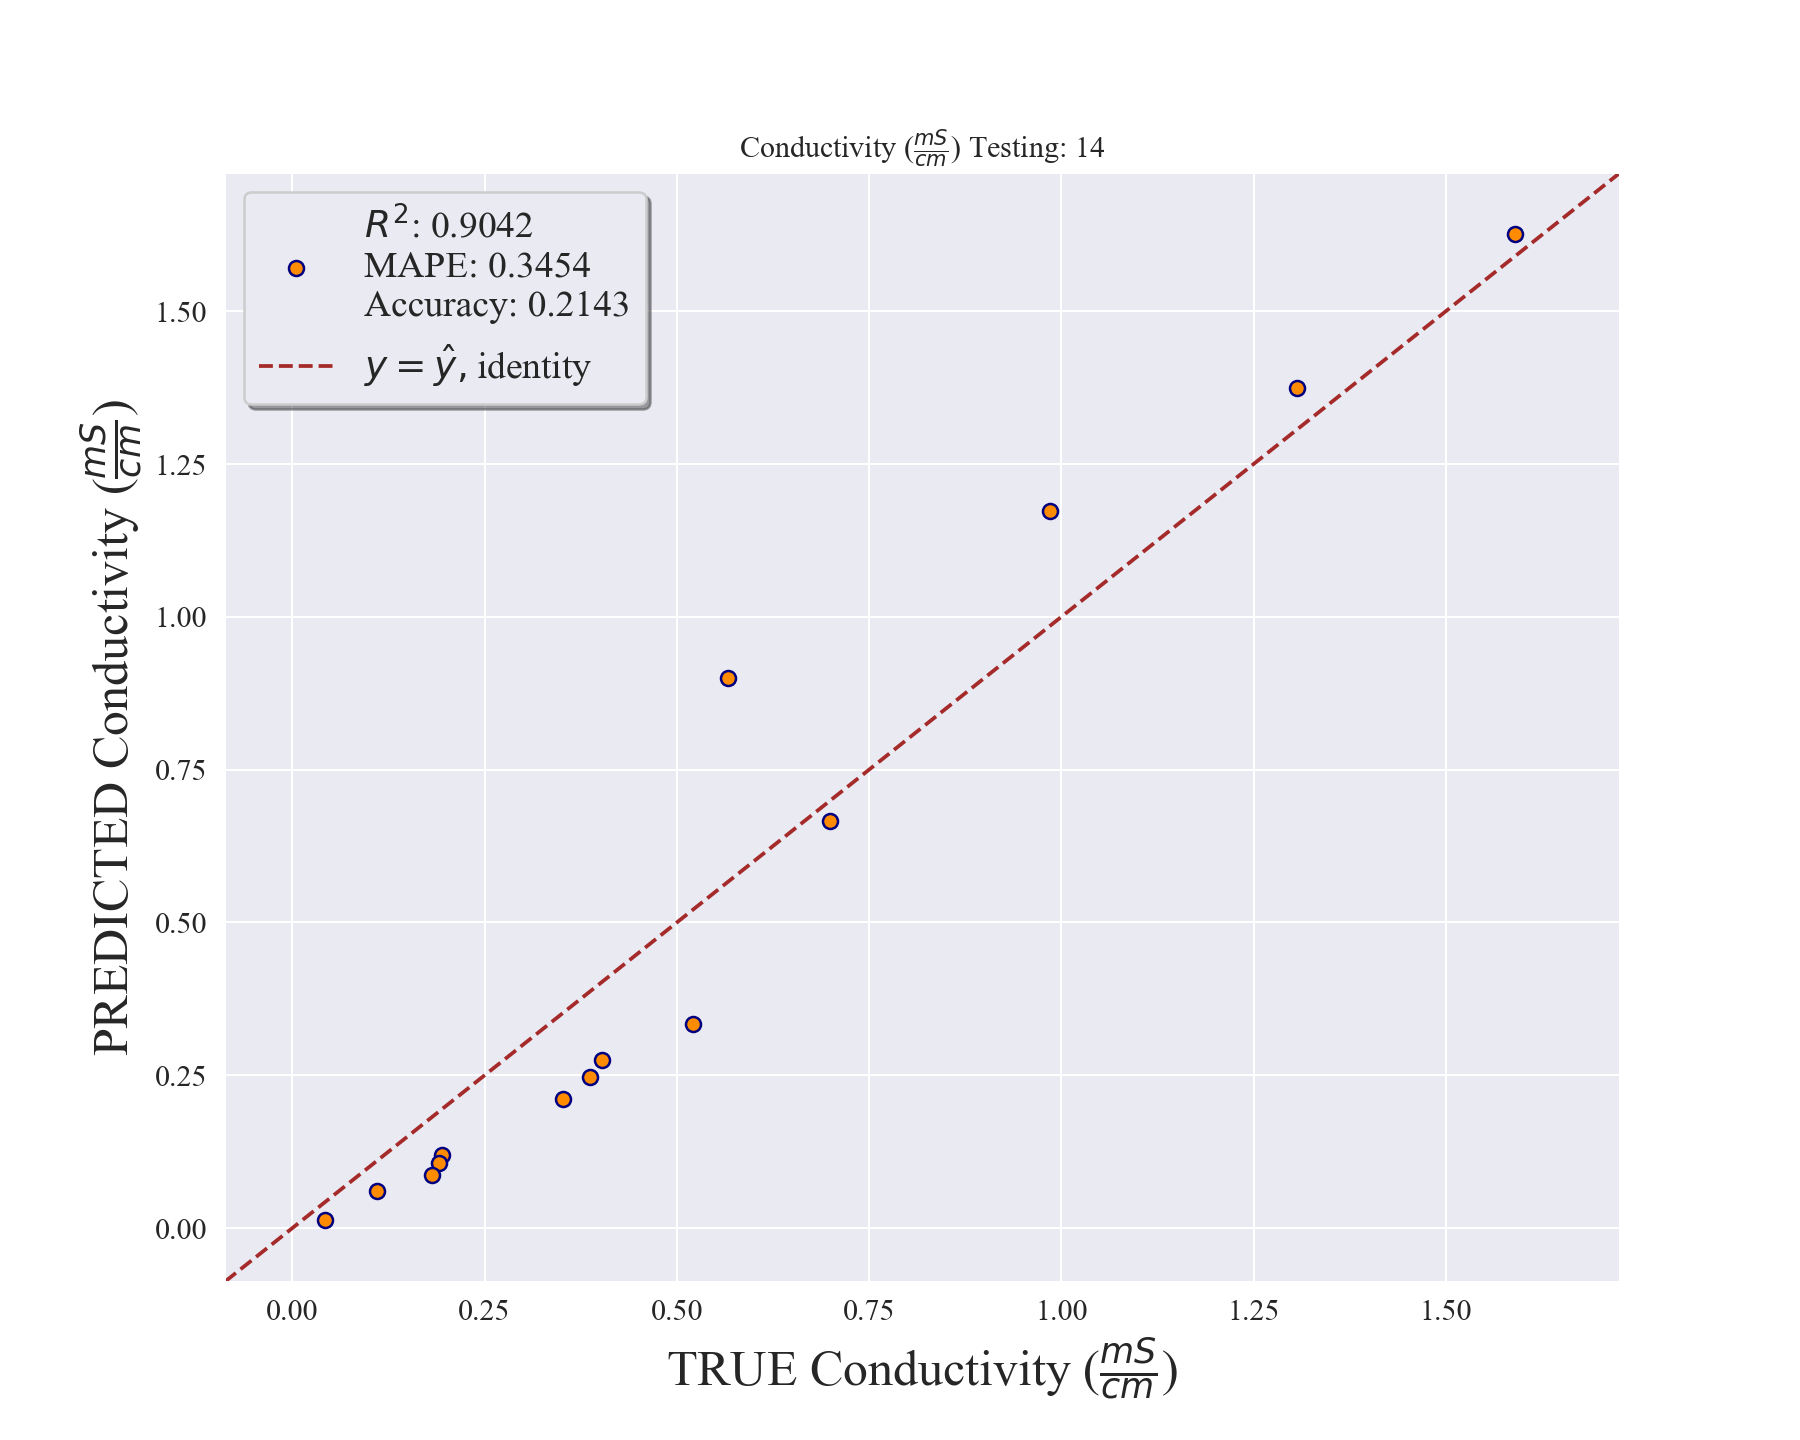 Conductivity (mS/cm) Testing: 14
R²: 0.9042
MAPE: 0.3454
Accuracy: 0.2143
y = ŷ, identity
PREDICTED Conductivity (mS/cm)
1.50
1.25
1.00
0.75
0.50
0.25
0.00
0.00 0.25 0.50 0.75 1.00 1.25 1.50
TRUE Conductivity (mS/cm)